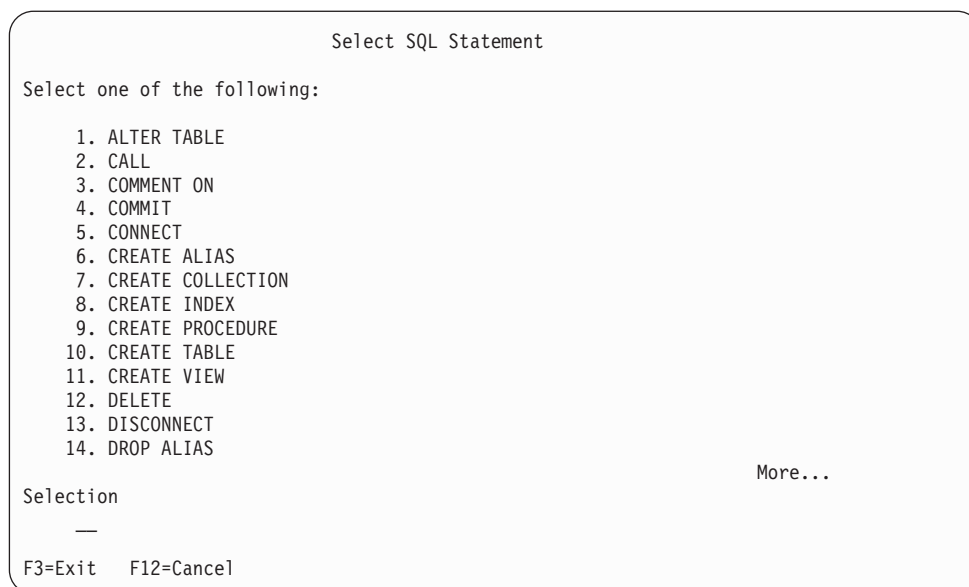 Select SQL Statement
Select one of the following:
1. ALTER TABLE
2. CALL
3. COMMENT ON
4. COMMIT
5. CONNECT
6. CREATE ALIAS
7. CREATE COLLECTION
8. CREATE INDEX
9. CREATE PROCEDURE
10. CREATE TABLE
11. CREATE VIEW
12. DELETE
13. DISCONNECT
14. DROP ALIAS
More...
Selection
__
F3=Exit F12=Cancel